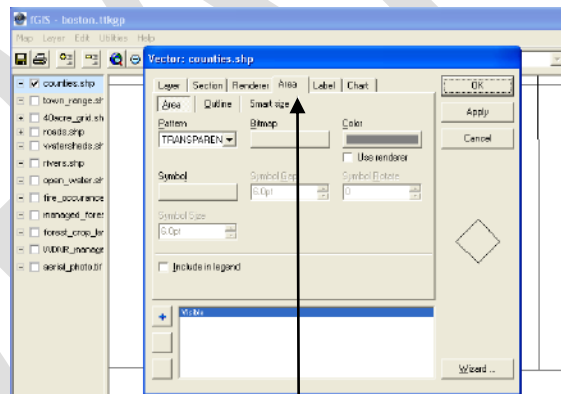 fGIS - boston.ttkgp
Map Layer Edit Utilities Help
counties.shp
town_range.sh
40acre_grid.sh
roads.shp
watersheds.sh
rivers.shp
open_water.sh
fire_occurance
managed_fores
forest_crop_la
WDNR_manage
aerial_photo.tif
Vector: counties.shp
Layer Section Renderer Area Label Chart
Area Outline Smart size
Pattern Bitmap Color
TRANSPAREN
Use renderer
Symbol Symbol Gap Symbol Rotate
6.0pt 0
Symbol Size
6.0pt
Include in legend
Visible
OK
Apply
Cancel
Wizard ...